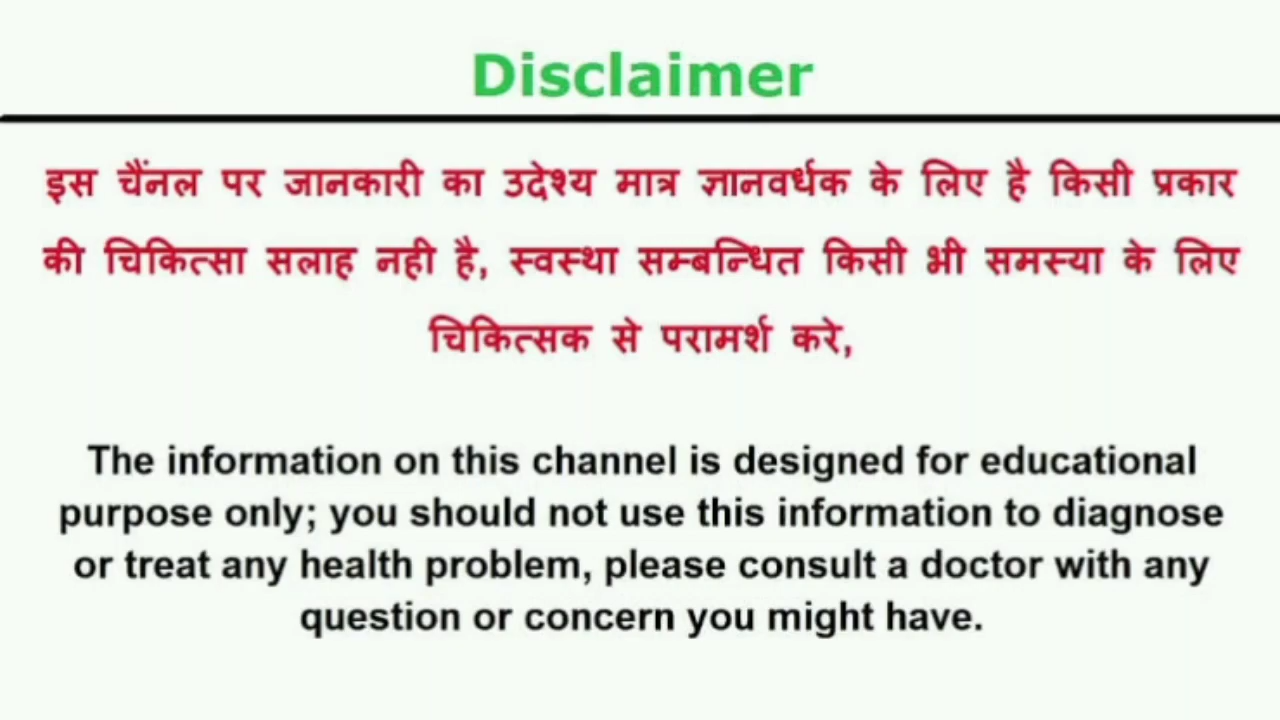 Disclaimer
इस चैंनल पर जानकारी का उदेश्य मात्र ज्ञानवर्धक के लिए है किसी प्रकार
की चिकित्सा सलाह नही है, स्वस्था सम्बन्धित किसी भी समस्या के लिए
चिकित्सक से परामर्श करे,
The information on this channel is designed for educational
purpose only; you should not use this information to diagnose
or treat any health problem, please consult a doctor with any
question or concern you might have.